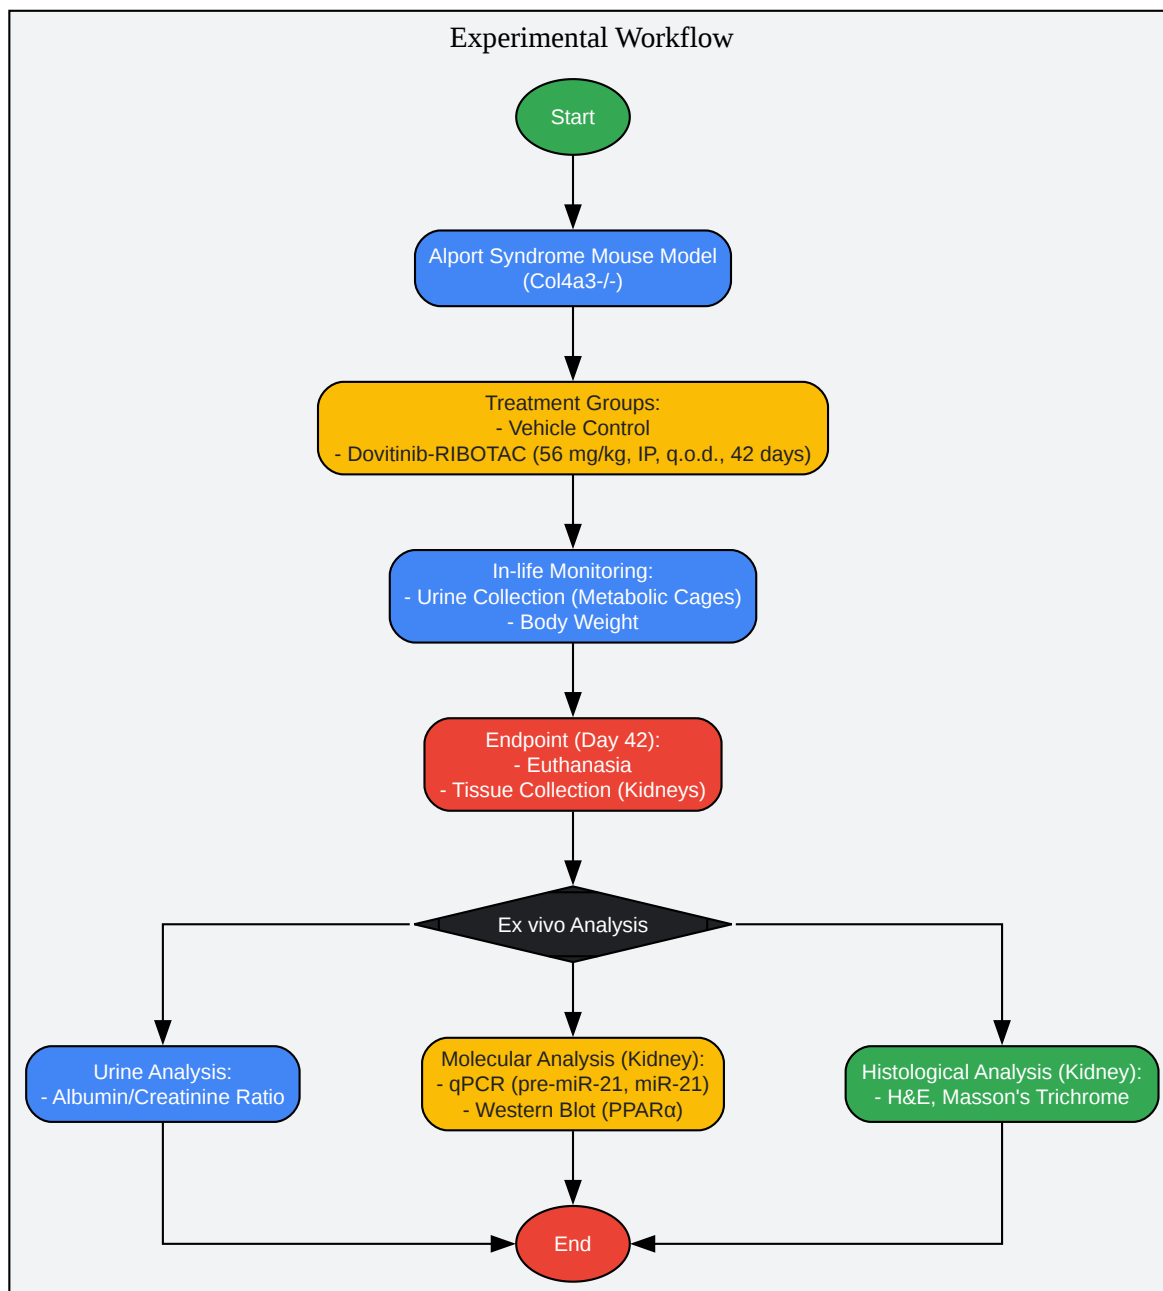 Experimental Workflow
Start
Alport Syndrome Mouse Model
(Col4a3-/-)
Treatment Groups:
- Vehicle Control
- Dovitinib-RIBOTAC (56 mg/kg, IP, q.o.d., 42 days)
In-life Monitoring:
- Urine Collection (Metabolic Cages)
- Body Weight
Endpoint (Day 42):
- Euthanasia
- Tissue Collection (Kidneys)
Ex vivo Analysis
Urine Analysis:
- Albumin/Creatinine Ratio
Molecular Analysis (Kidney):
- qPCR (pre-miR-21, miR-21)
- Western Blot (PPARα)
Histological Analysis (Kidney):
- H&E, Masson's Trichrome
End